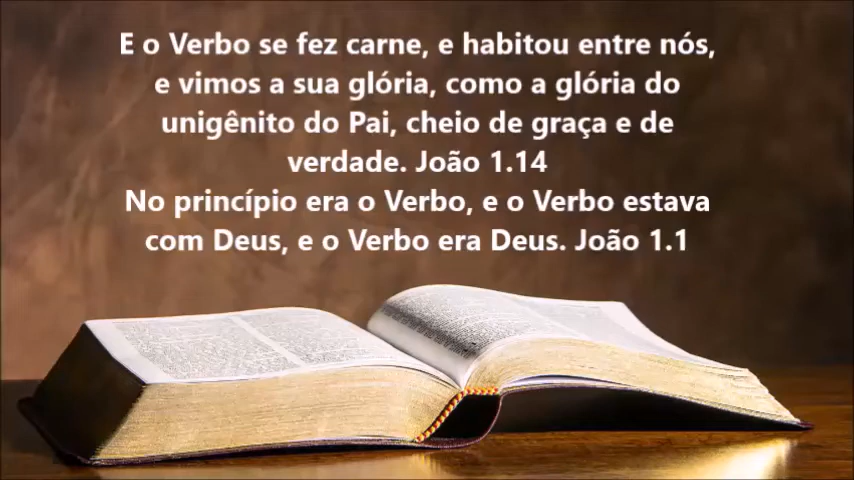 E o Verbo se fez carne, e habitou entre nós,
e vimos a sua glória, como a glória do
unigênito do Pai, cheio de graça e de
verdade. João 1.14
No princípio era o Verbo, e o Verbo estava
com Deus, e o Verbo era Deus. João 1.1